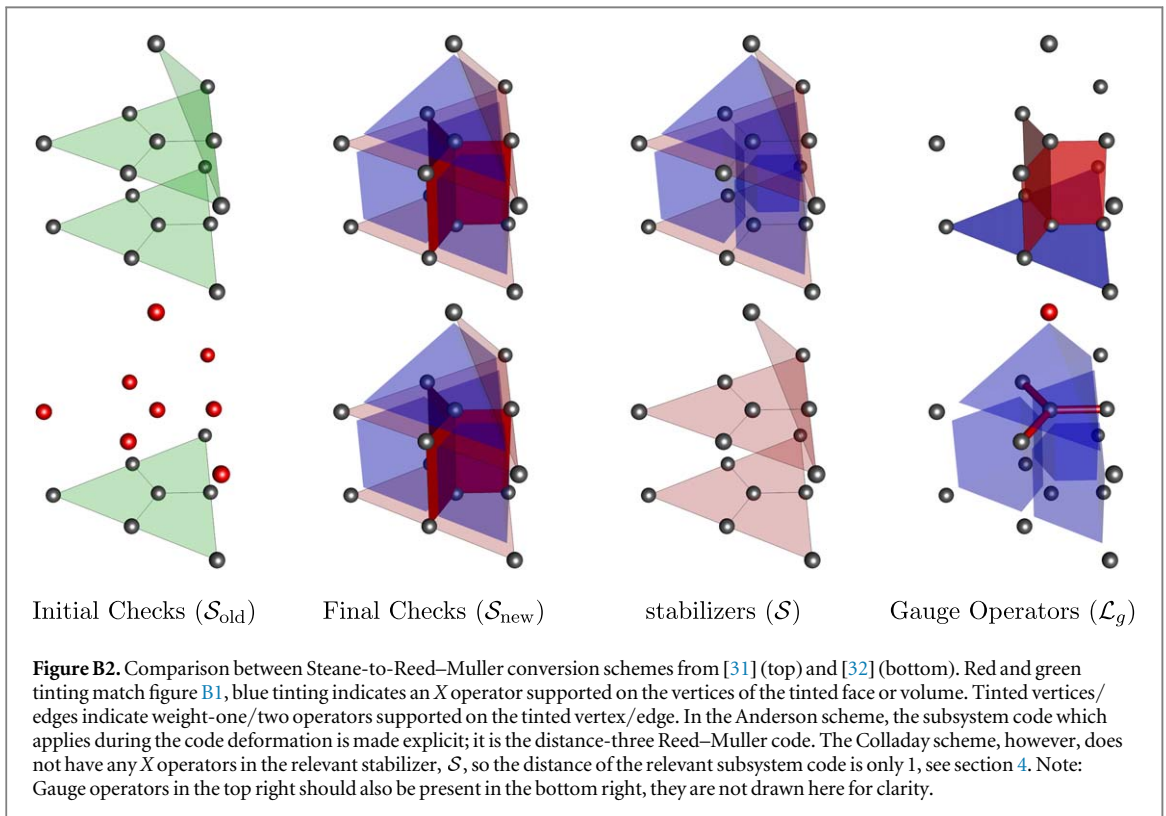 Initial Checks (𝒮old)
Final Checks (𝒮new)
stabilizers (𝒮)
Gauge Operators (ℒg)
Figure B2. Comparison between Steane-to-Reed–Muller conversion schemes from [31] (top) and [32] (bottom). Red and green
tinting match figure B1, blue tinting indicates an X operator supported on the vertices of the tinted face or volume. Tinted vertices/
edges indicate weight-one/two operators supported on the tinted vertex/edge. In the Anderson scheme, the subsystem code which
applies during the code deformation is made explicit; it is the distance-three Reed–Muller code. The Colladay scheme, however, does
not have any X operators in the relevant stabilizer, 𝒮, so the distance of the relevant subsystem code is only 1, see section 4. Note:
Gauge operators in the top right should also be present in the bottom right, they are not drawn here for clarity.